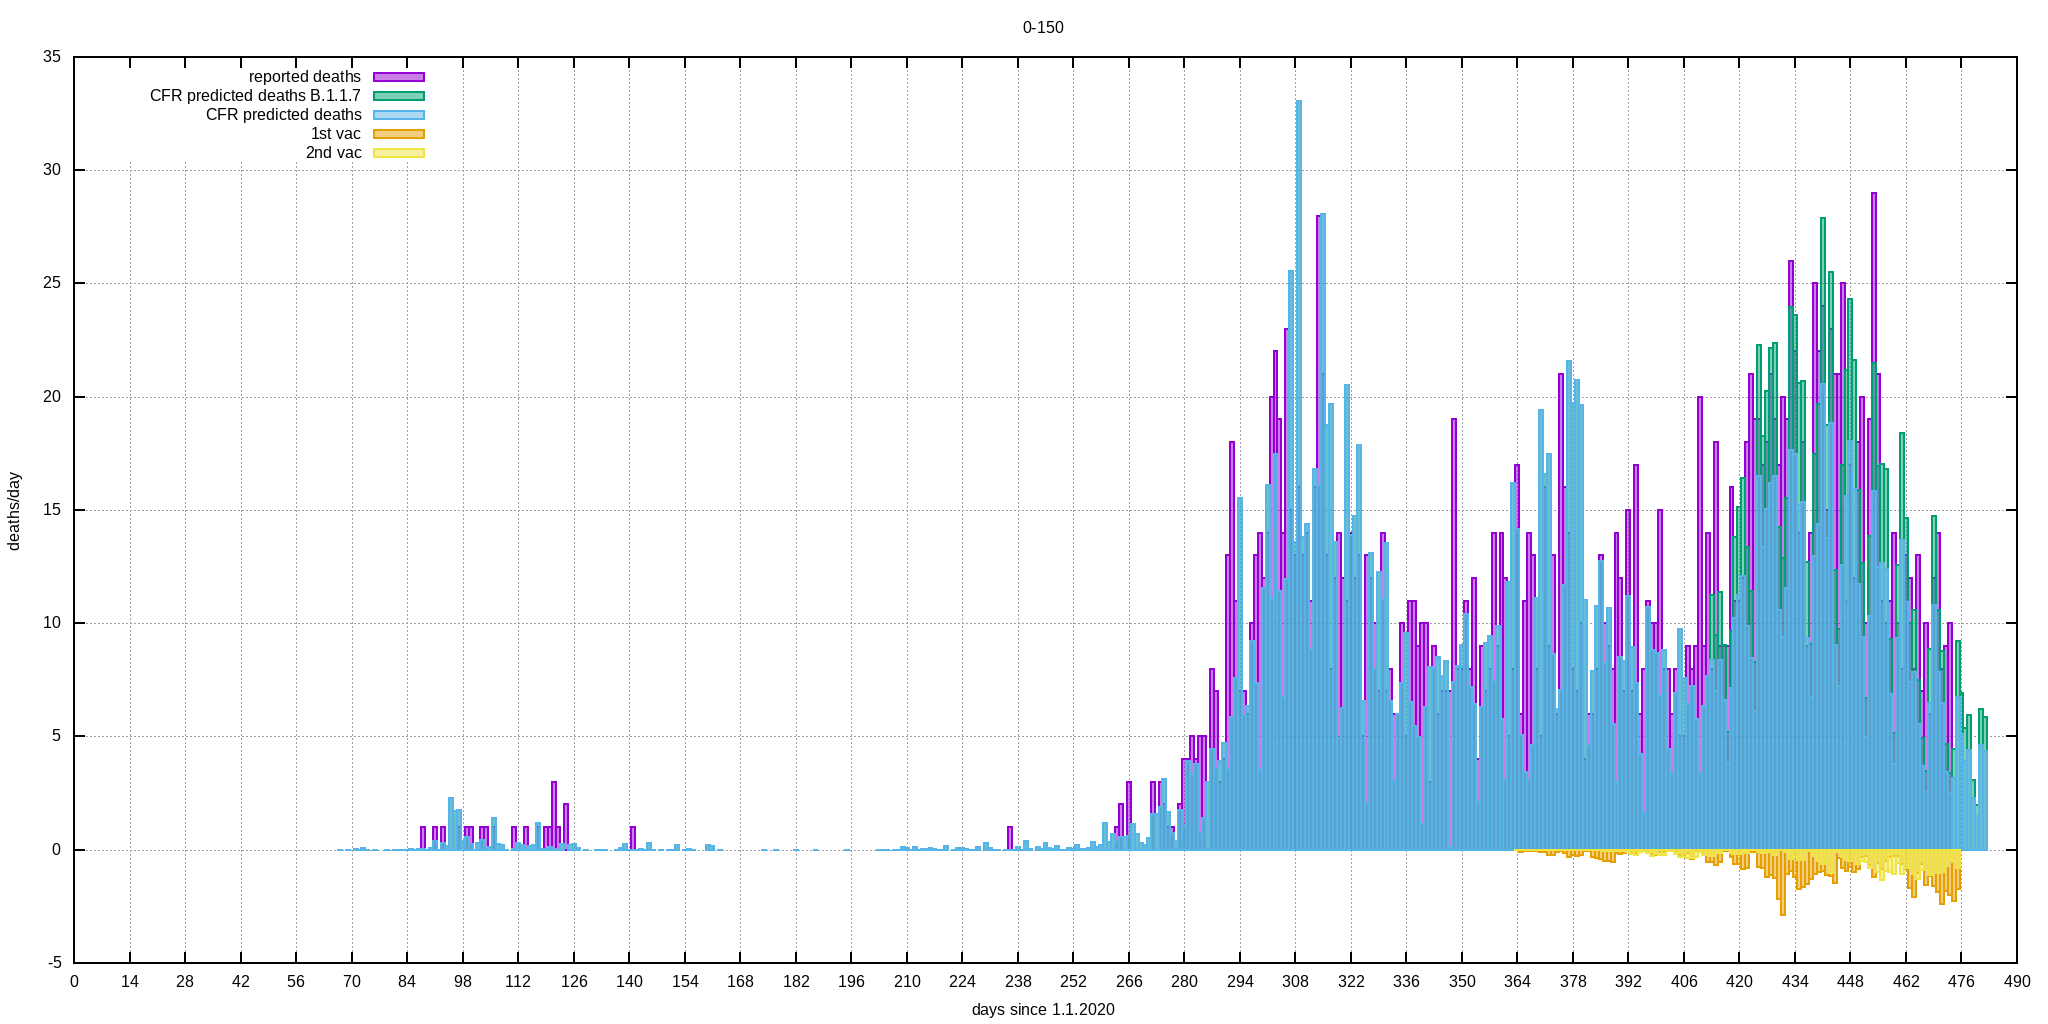 0-150
reported deaths
CFR predicted deaths B.1.1.7
CFR predicted deaths
1st vac
2nd vac
35
30
25
20
15
10
5
0
-5
deaths/day
0 14 28 42 56 70 84 98 112 126 140 154 168 182 196 210 224 238 252 266 280 294 308 322 336 350 364 378 392 406 420 434 448 462 476 490
days since 1.1.2020